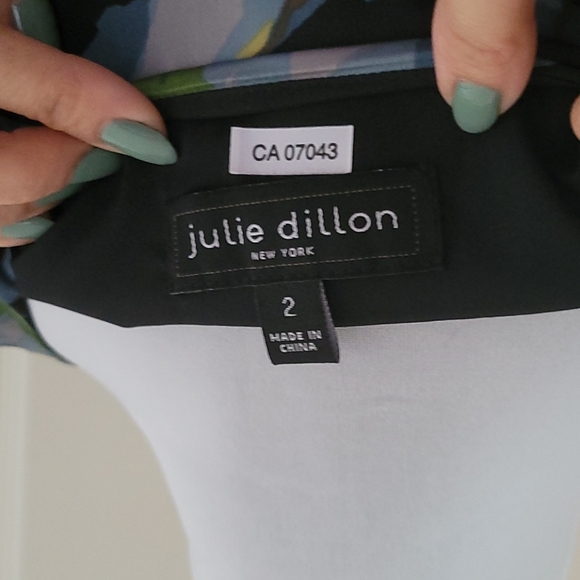 CA 07043
julie dillon
NEW YORK
2
MADE IN
CHINA